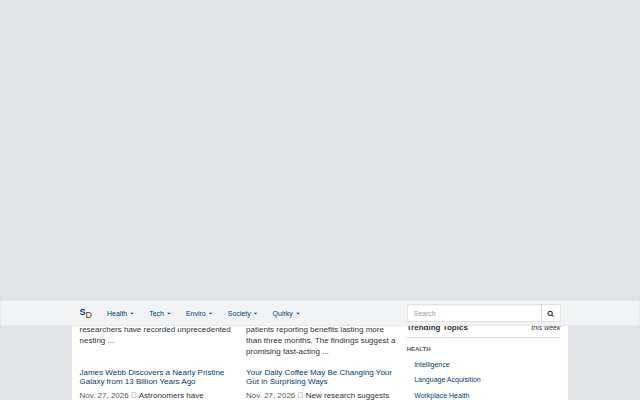 SD Health Tech Enviro Society Quirky Search
researchers have recorded unprecedented
nesting ...
patients reporting benefits lasting more
than three months. The findings suggest a
promising fast-acting ...
James Webb Discovers a Nearly Pristine
Galaxy from 13 Billion Years Ago
Nov. 27, 2026 Astronomers have
Your Daily Coffee May Be Changing Your
Gut in Surprising Ways
Nov. 27, 2026 New research suggests
Trending Topics this week
HEALTH
Intelligence
Language Acquisition
Workplace Health